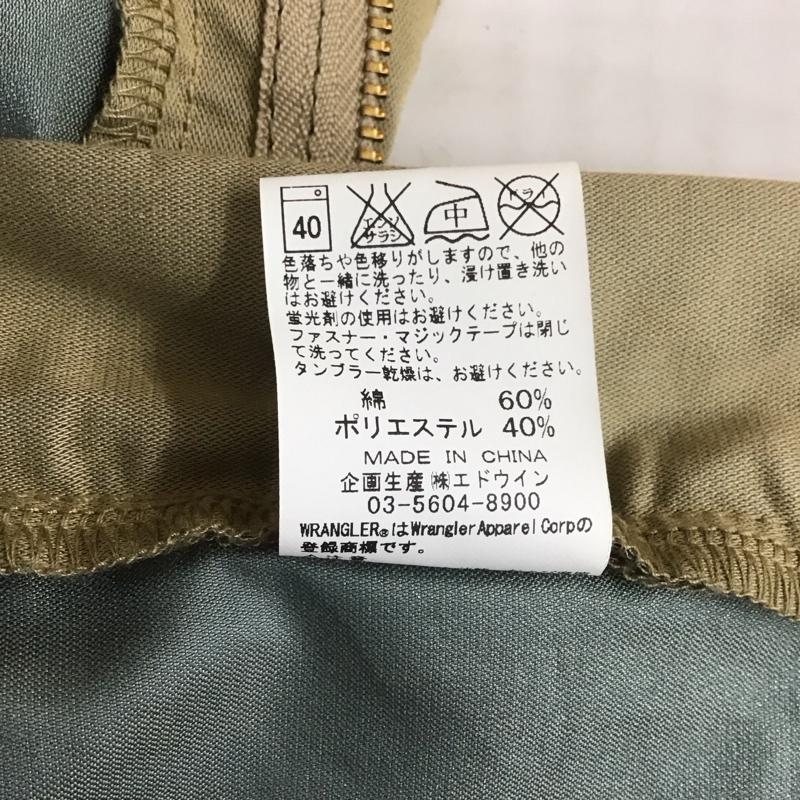 40 エンソ サラシ 中 ドライ
色落ちや色移りがしますので、他の
物と一緒に洗ったり、浸け置き洗い
はお避けください。
蛍光剤の使用はお避けください。
ファスナー・マジックテープは閉じ
て洗ってください。
タンブラー乾燥は、お避けください。
綿 60%
ポリエステル 40%
MADE IN CHINA
企画生産㈱エドウイン
03-5604-8900
WRANGLER®はWrangler Apparel Corpの
登録商標です。